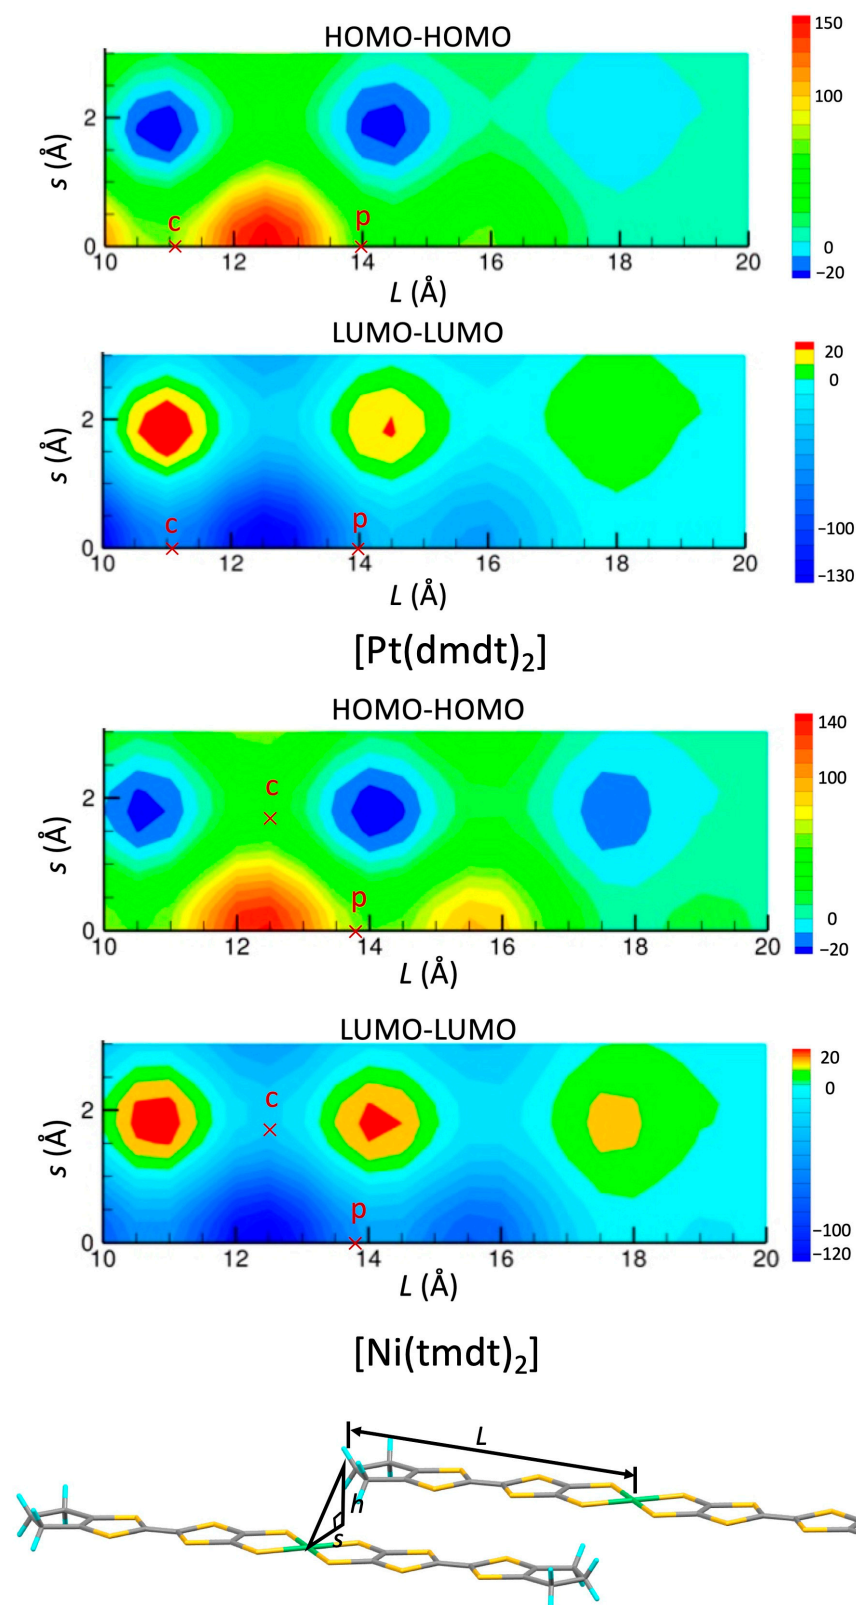 HOMO-HOMO
150
100
0
−20
2
0
s (Å)
c
p
10 12 14 16 18 20
L (Å)
LUMO-LUMO
20
0
−100
−130
2
0
s (Å)
c
p
10 12 14 16 18 20
L (Å)
[Pt(dmdt)2]
HOMO-HOMO
140
100
0
−20
2
0
s (Å)
c
p
10 12 14 16 18 20
L (Å)
LUMO-LUMO
20
0
−100
−120
2
0
s (Å)
c
p
10 12 14 16 18 20
L (Å)
[Ni(tmdt)2]
L
h
s